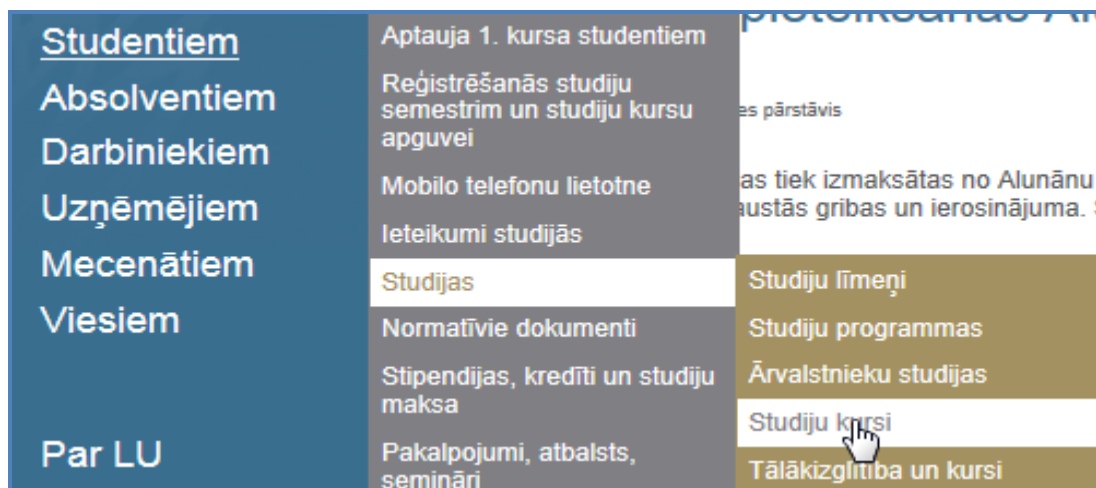 Studentiem
Absolventiem
Darbiniekiem
Uzņēmējiem
Mecenātiem
Viesiem
Par LU
Aptauja 1. kursa studentiem
Reģistrēšanās studiju
semestrim un studiju kursu
apguvei
Mobilo telefonu lietotne
Ieteikumi studijās
Studijas
Normatīvie dokumenti
Stipendijas, kredīti un studiju
maksa
Pakalpojumi, atbalsts,
semināri
es pārstāvis
as tiek izmaksātas no Alunānu
austās gribas un ierosinājuma.
Studiju līmeņi
Studiju programmas
Ārvalstnieku studijas
Studiju kursi
Tālākizglītība un kursi